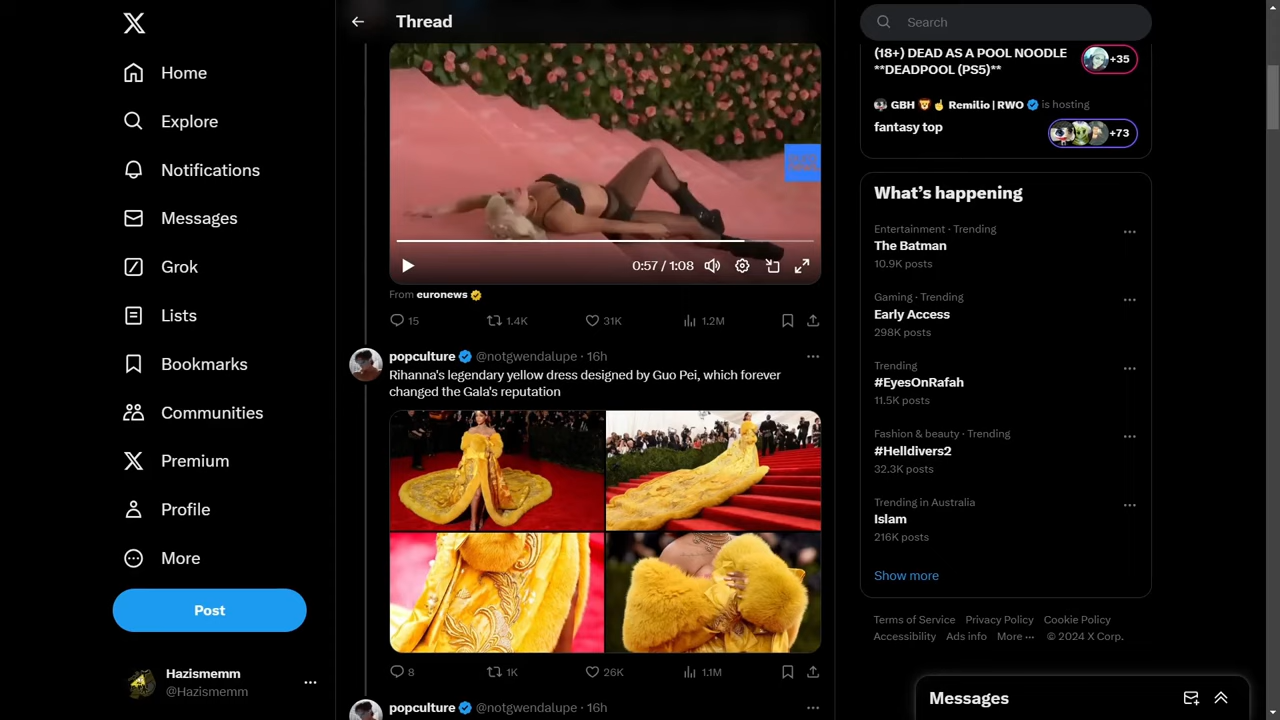 Home
Explore
Notifications
Messages
Grok
Lists
Bookmarks
Communities
Premium
Profile
More
Post
Hazismemm
@Hazismemm
Thread
0:57 / 1:08
From euronews
15
1.4K
31K
1.2M
popculture @notgwendalupe · 16h
Rihanna's legendary yellow dress designed by Guo Pei, which forever
changed the Gala's reputation
8
1K
26K
1.1M
popculture @notgwendalupe · 16h
Search
(18+) DEAD AS A POOL NOODLE
**DEADPOOL (PS5)**
+35
GBH 🦁 ☝ Remilio | RWO is hosting
fantasy top
+73
What's happening
Entertainment · Trending
The Batman
10.9K posts
Gaming · Trending
Early Access
298K posts
Trending
#EyesOnRafah
11.5K posts
Fashion & beauty · Trending
#Helldivers2
32.3K posts
Trending in Australia
Islam
216K posts
Show more
Terms of Service Privacy Policy Cookie Policy
Accessibility Ads info More ··· © 2024 X Corp.
Messages